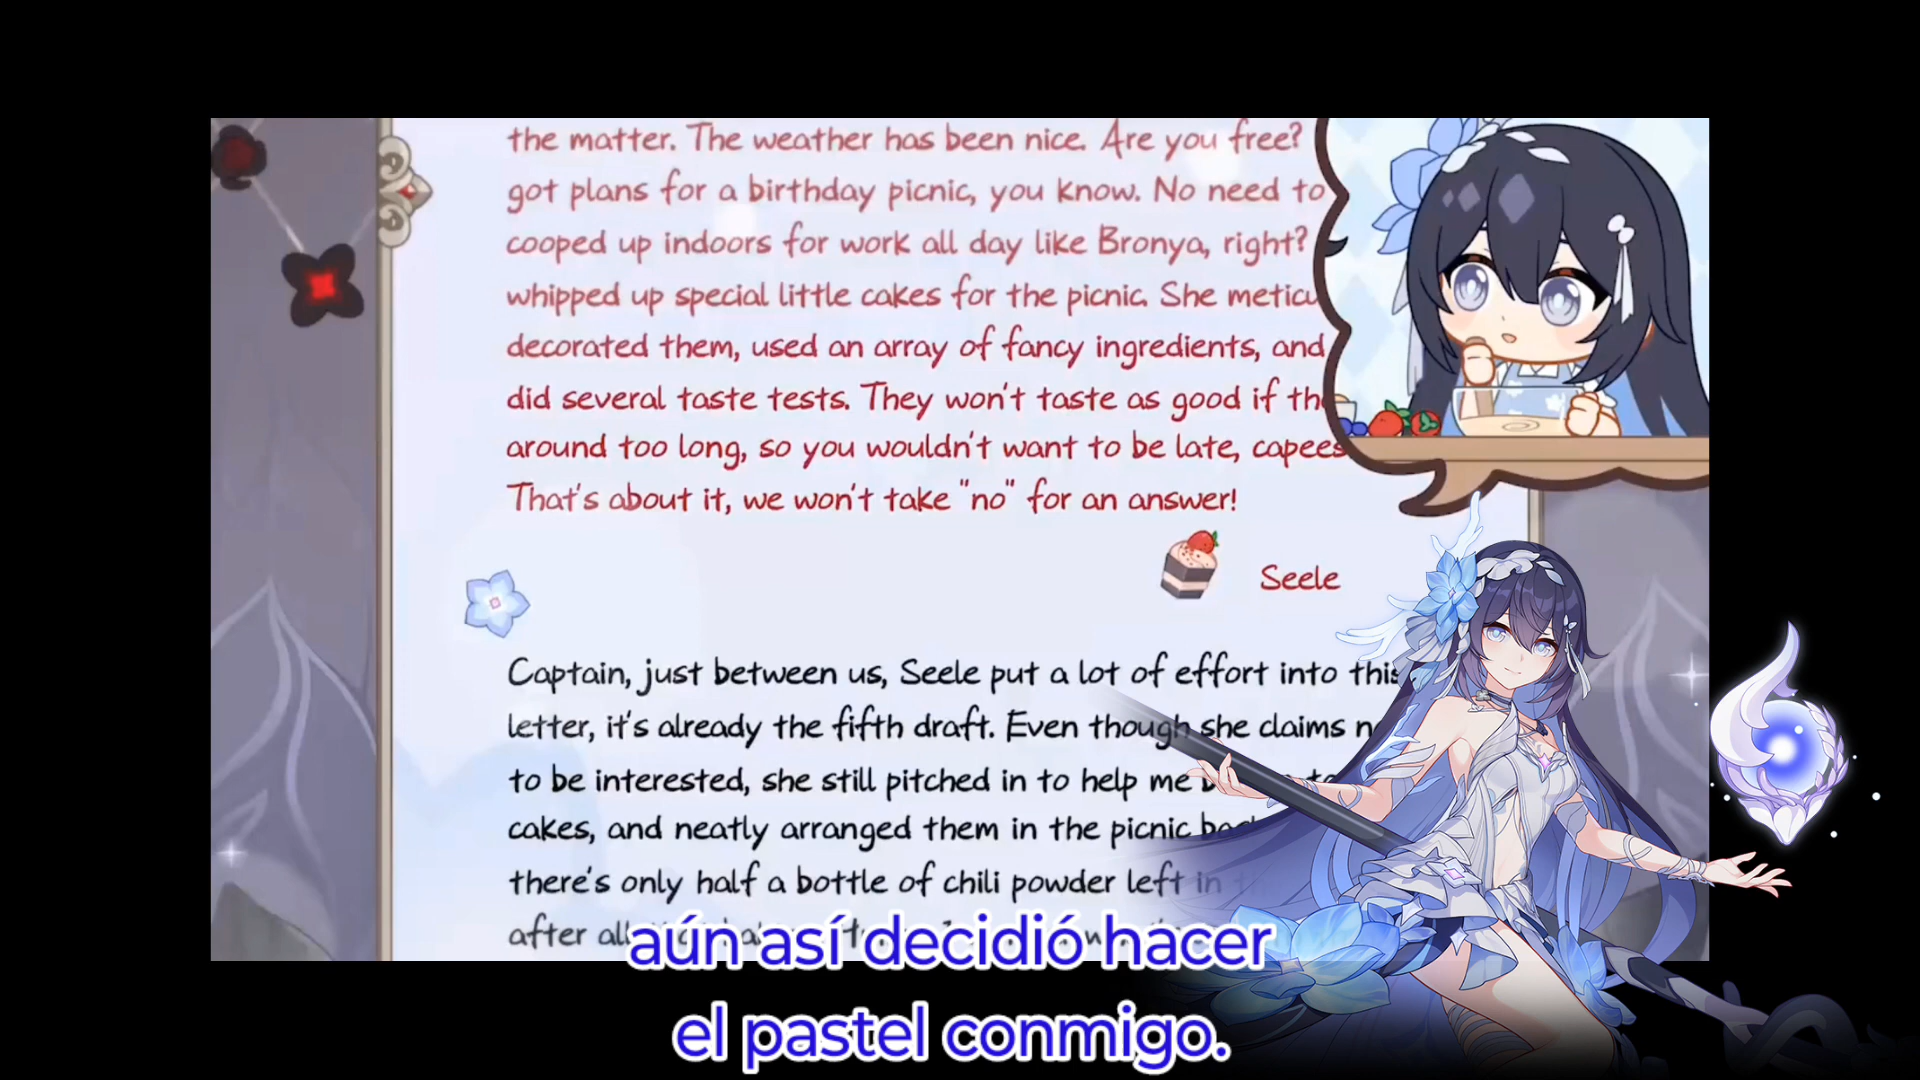 the matter. The weather has been nice. Are you free?
got plans for a birthday picnic, you know. No need to
cooped up indoors for work all day like Bronya, right?
whipped up special little cakes for the picnic. She
decorated them, used an array of fancy ingredients, and
did several taste tests. They won't taste as good if
around too long, so you wouldn't want to be late,
That's about it, we won't take "no" for an answer!
Seele
Captain, just between us, Seele put a lot of effort into this
letter, it's already the fifth draft. Even though she claims
to be interested, she still pitched in to help me
cakes, and neatly arranged them in the picnic
there's only half a bottle of chili powder left in
after
aún así decidió hacer
el pastel conmigo.